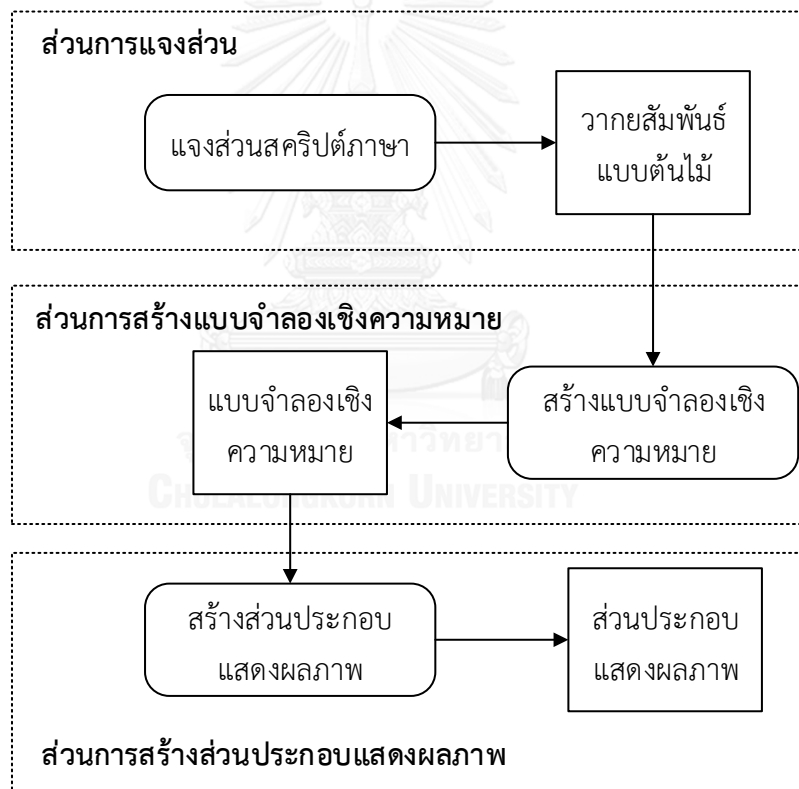 ส่วนการแจงส่วน
แจงส่วนสคริปต์ภาษา
วากยสัมพันธ์
แบบต้นไม้
ส่วนการสร้างแบบจำลองเชิงความหมาย
สร้างแบบจำลองเชิง
ความหมาย
แบบจำลองเชิง
ความหมาย
CHULALONGKORN UNIVERSITY
สร้างส่วนประกอบ
แสดงผลภาพ
ส่วนประกอบ
แสดงผลภาพ
ส่วนการสร้างส่วนประกอบแสดงผลภาพ